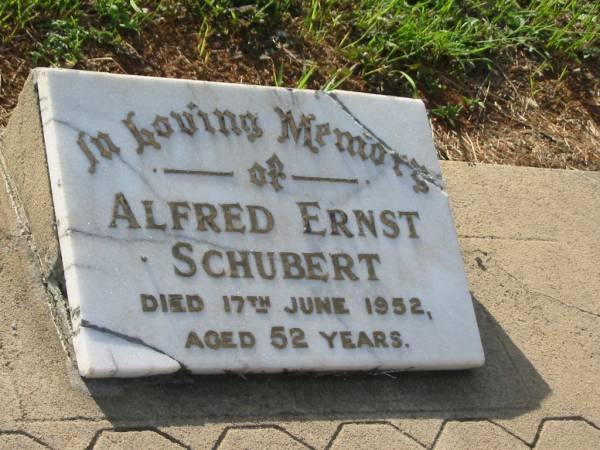 In Loving Memory
of
ALFRED ERNST
SCHUBERT
DIED 17TH JUNE 1952,
AGED 52 YEARS.